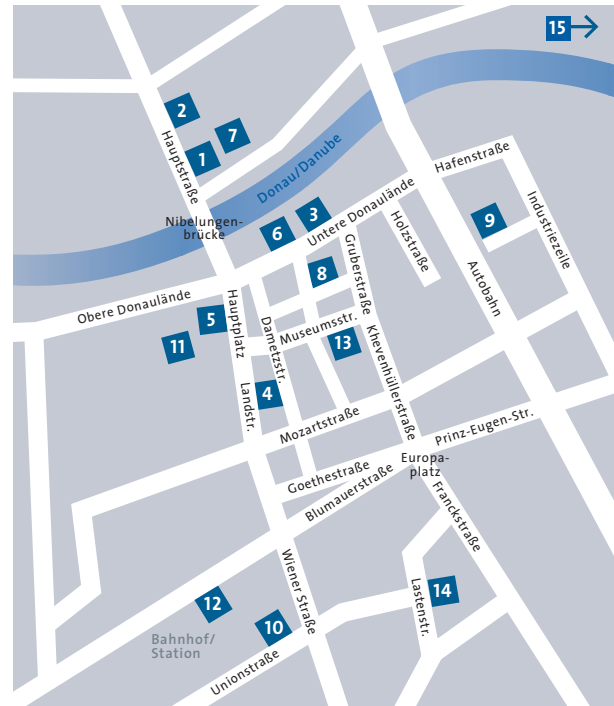 15
2
7
1
Hauptstraße
Donau/Danube
Nibelungen-
brücke
3
6
Untere Donaulände
Hafenstraße
Holzstraße
9
Industriezeile
Autobahn
8
Gruberstraße
Obere Donaulände
5
11
Hauptplatz
Dametzstr.
Museumsstr.
13
Khevenhüllerstraße
4
Landstr.
Mozartstraße
Prinz-Eugen-Str.
Europa-
platz
Goethestraße
Blumauerstraße
Franckstraße
Wiener Straße
12
10
14
Lastenstr.
Bahnhof/
Station
Unionstraße